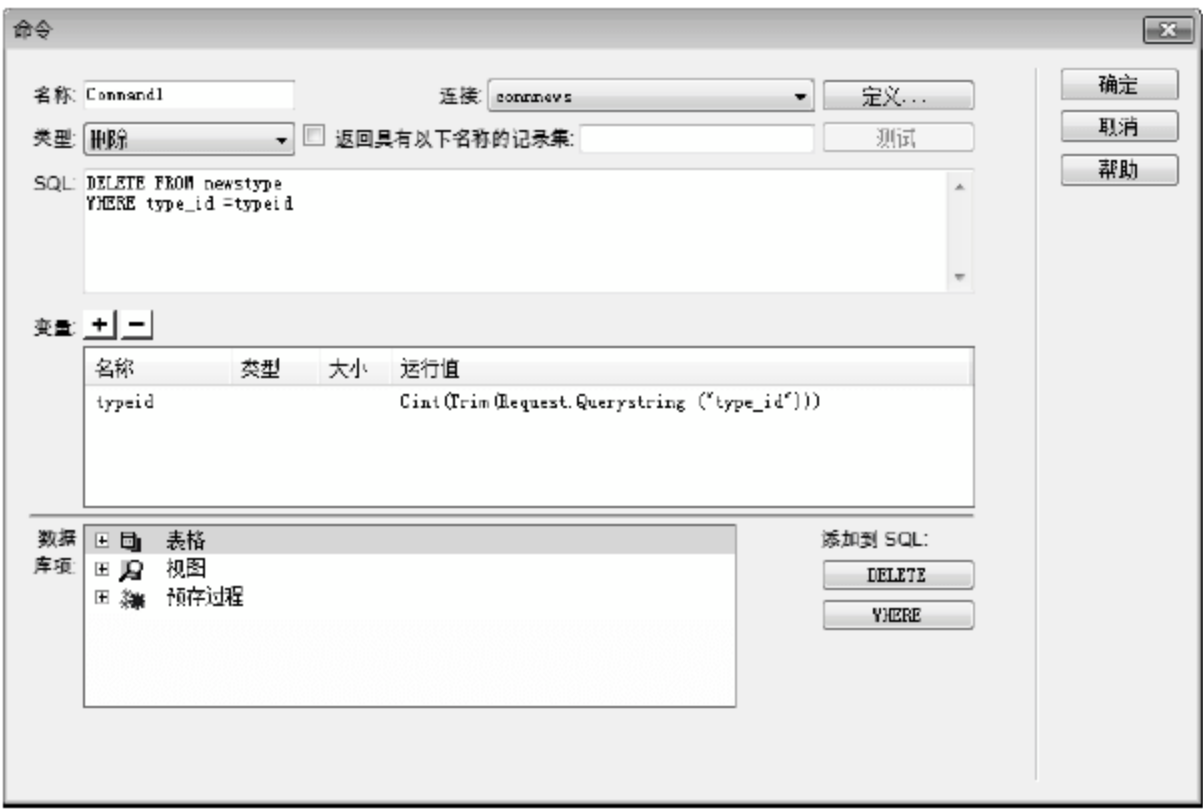 命令
名称: Command1 连接: connnews 定义...
类型: 删除 返回具有以下名称的记录集: 测试
SQL: DELETE FROM newstype
WHERE type_id =typeid
变量: + -
名称 类型 大小 运行值
typeid Cint(Trim(Request.Querystring ("type_id")))
数据库项: 表格
视图
预存过程
添加到 SQL:
DELETE
WHERE
确定
取消
帮助